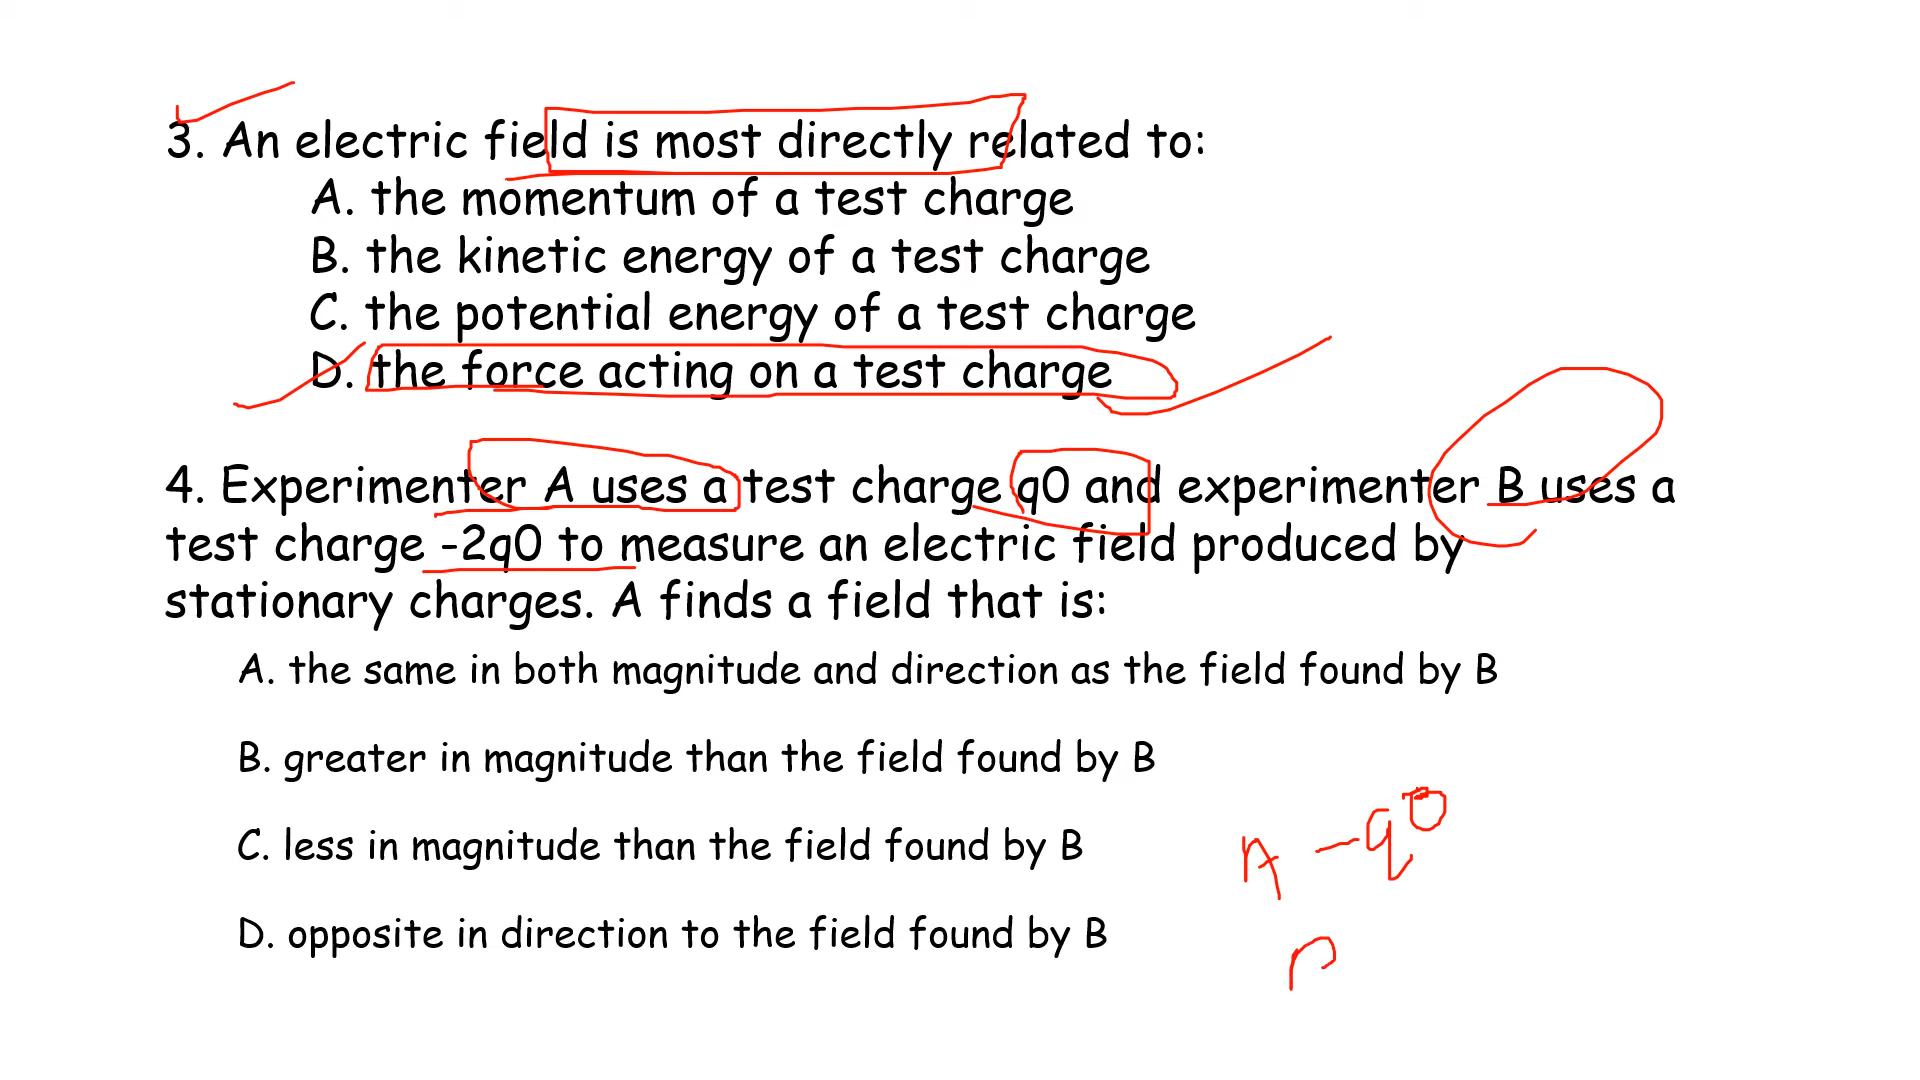 3. An electric field is most directly related to:
A. the momentum of a test charge
B. the kinetic energy of a test charge
C. the potential energy of a test charge
D. the force acting on a test charge
4. Experimenter A uses a test charge q0 and experimenter B uses a
test charge -2q0 to measure an electric field produced by
stationary charges. A finds a field that is:
A. the same in both magnitude and direction as the field found by B
B. greater in magnitude than the field found by B
C. less in magnitude than the field found by B
D. opposite in direction to the field found by B
A – q0